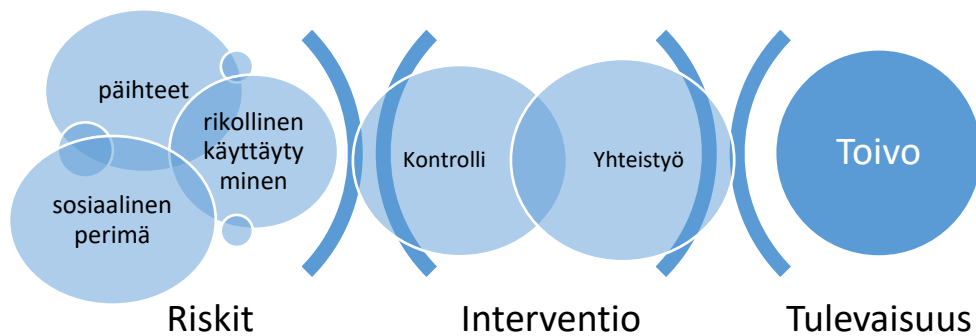 päihteet
rikollinen
käyttäyty
minen
sosiaalinen
perimä
Kontrolli
Yhteistyö
Toivo
Riskit
Interventio
Tulevaisuus